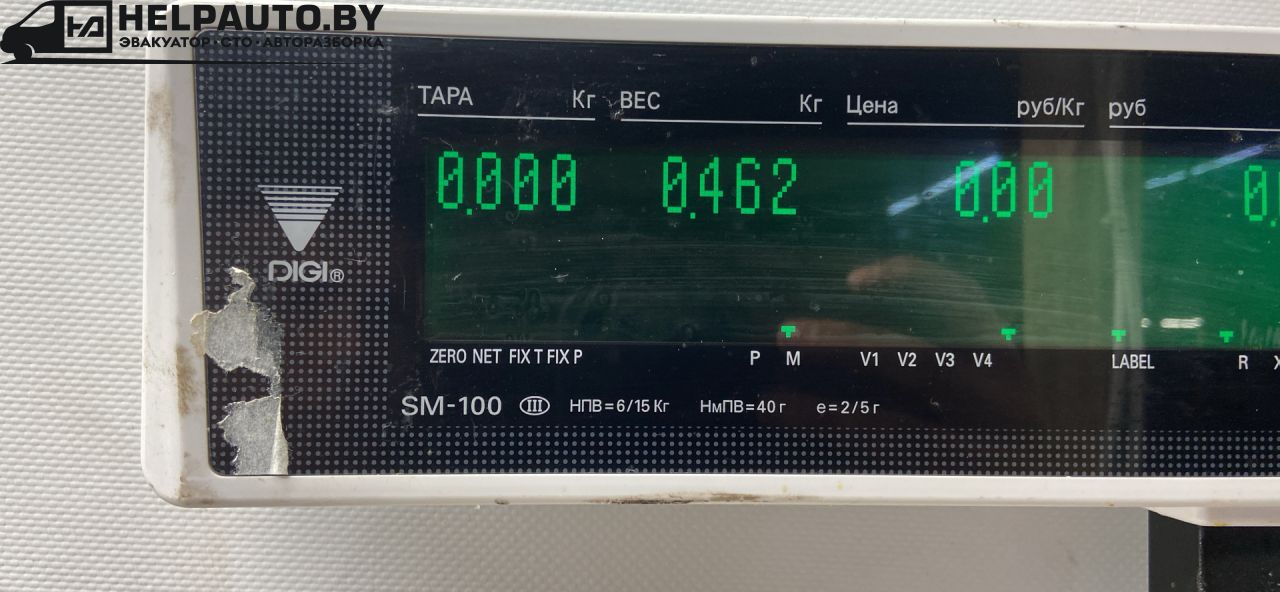 HELPAUTO.BY
ЭВАКУАТОР · СТО · АВТОРАЗБОРКА
ТАРА Кг ВЕС Кг Цена руб/Кг руб
0.000 0.462 0.00 0.
DIGI®
ZERO NET FIX T FIX P P M V1 V2 V3 V4 LABEL R
SM-100 III НПВ=6/15 Кг НмПВ=40 г e=2/5 г